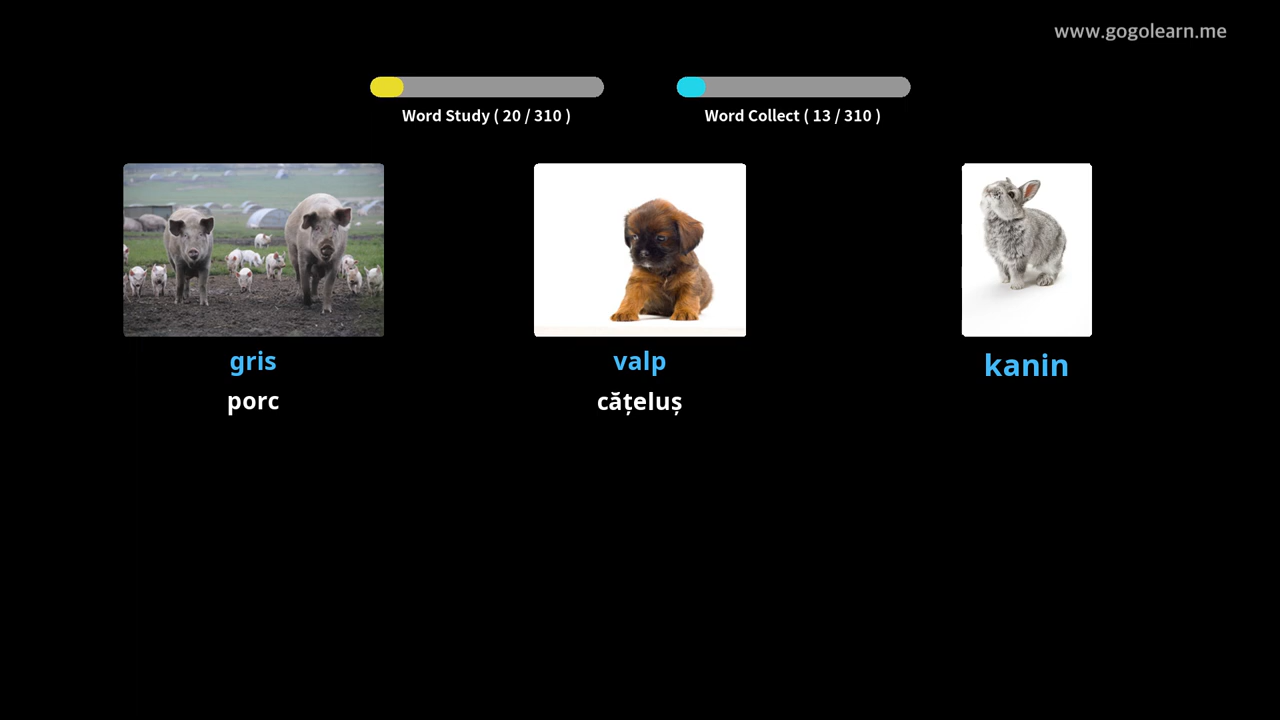 www.gogolearn.me
Word Study ( 20 / 310 )
Word Collect ( 13 / 310 )
gris
valp
kanin
porc
cățeluș